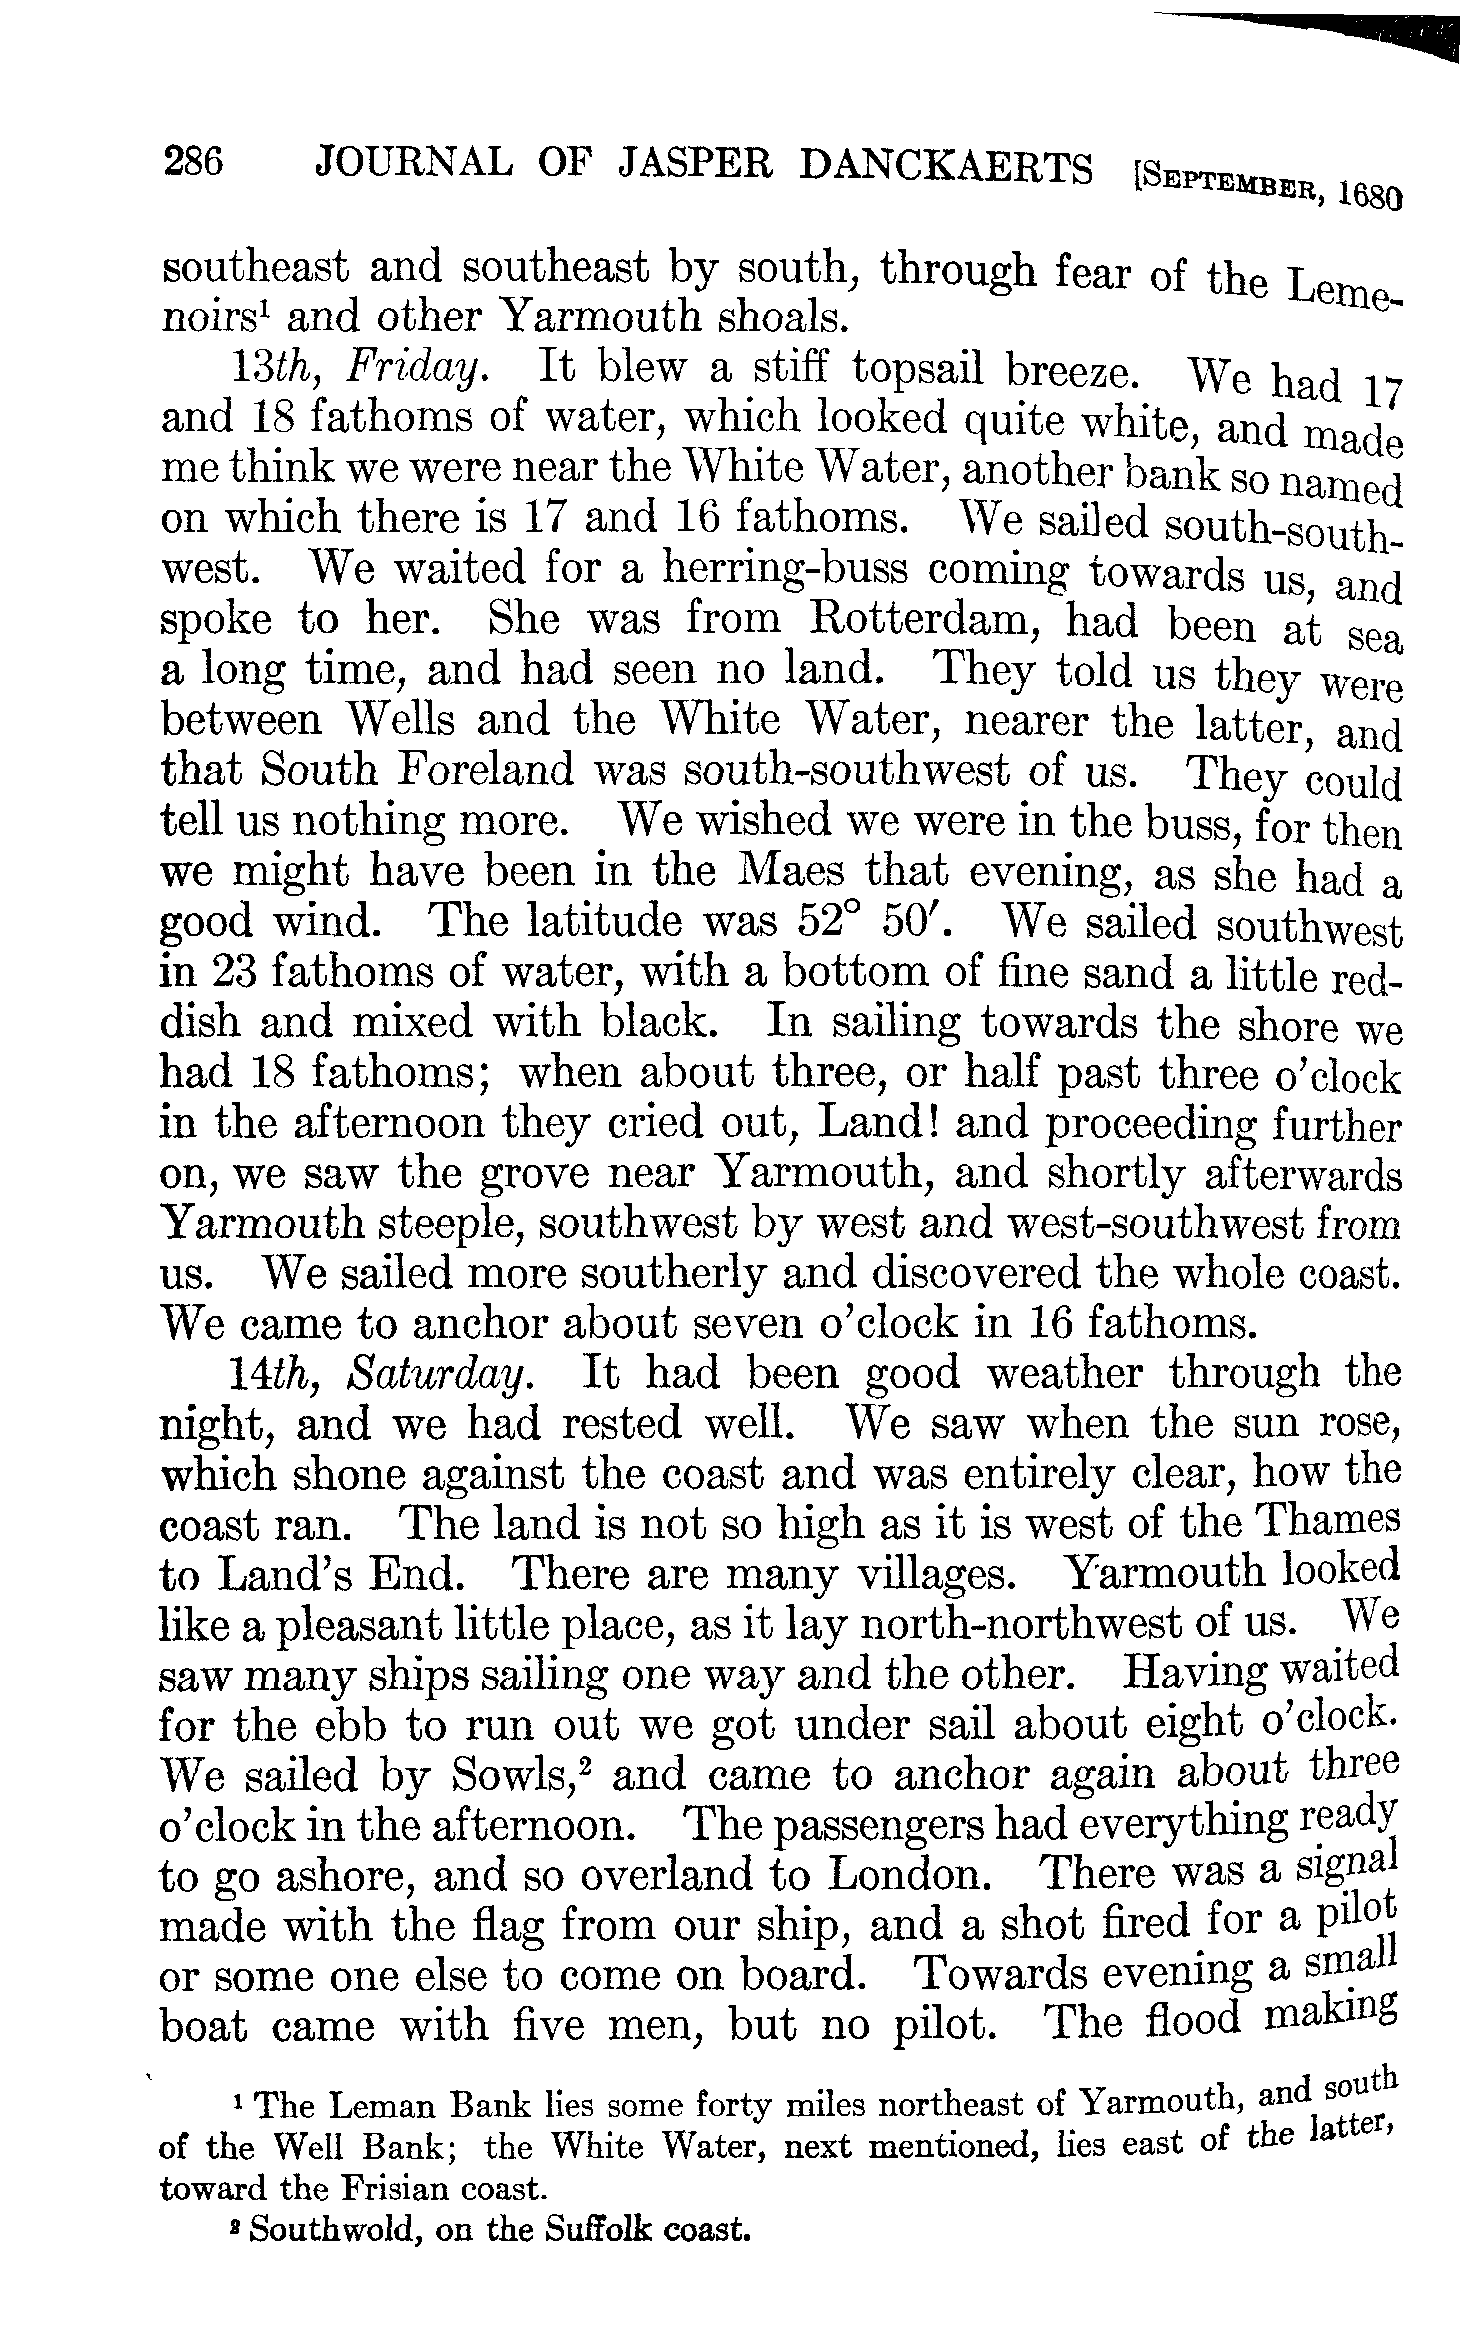 286 JOURNAL OF JASPER DANCKAERTS [SEPTEMBER, 1680
southeast and southeast by south, through fear of the Leme-
noirs¹ and other Yarmouth shoals.
13th, Friday. It blew a stiff topsail breeze. We had 17
and 18 fathoms of water, which looked quite white, and made
me think we were near the White Water, another bank so named
on which there is 17 and 16 fathoms. We sailed south-south-
west. We waited for a herring-buss coming towards us, and
spoke to her. She was from Rotterdam, had been at sea
a long time, and had seen no land. They told us they were
between Wells and the White Water, nearer the latter, and
that South Foreland was south-southwest of us. They could
tell us nothing more. We wished we were in the buss, for then
we might have been in the Maes that evening, as she had a
good wind. The latitude was 52° 50′. We sailed southwest
in 23 fathoms of water, with a bottom of fine sand a little red-
dish and mixed with black. In sailing towards the shore we
had 18 fathoms; when about three, or half past three o'clock
in the afternoon they cried out, Land! and proceeding further
on, we saw the grove near Yarmouth, and shortly afterwards
Yarmouth steeple, southwest by west and west-southwest from
us. We sailed more southerly and discovered the whole coast.
We came to anchor about seven o'clock in 16 fathoms.
14th, Saturday. It had been good weather through the
night, and we had rested well. We saw when the sun rose,
which shone against the coast and was entirely clear, how the
coast ran. The land is not so high as it is west of the Thames
to Land's End. There are many villages. Yarmouth looked
like a pleasant little place, as it lay north-northwest of us. We
saw many ships sailing one way and the other. Having waited
for the ebb to run out we got under sail about eight o'clock.
We sailed by Sowls,² and came to anchor again about three
o'clock in the afternoon. The passengers had everything ready
to go ashore, and so overland to London. There was a signal
made with the flag from our ship, and a shot fired for a pilot
or some one else to come on board. Towards evening a small
boat came with five men, but no pilot. The flood making
¹ The Leman Bank lies some forty miles northeast of Yarmouth, and south
of the Well Bank; the White Water, next mentioned, lies east of the latter,
toward the Frisian coast.
² Southwold, on the Suffolk coast.